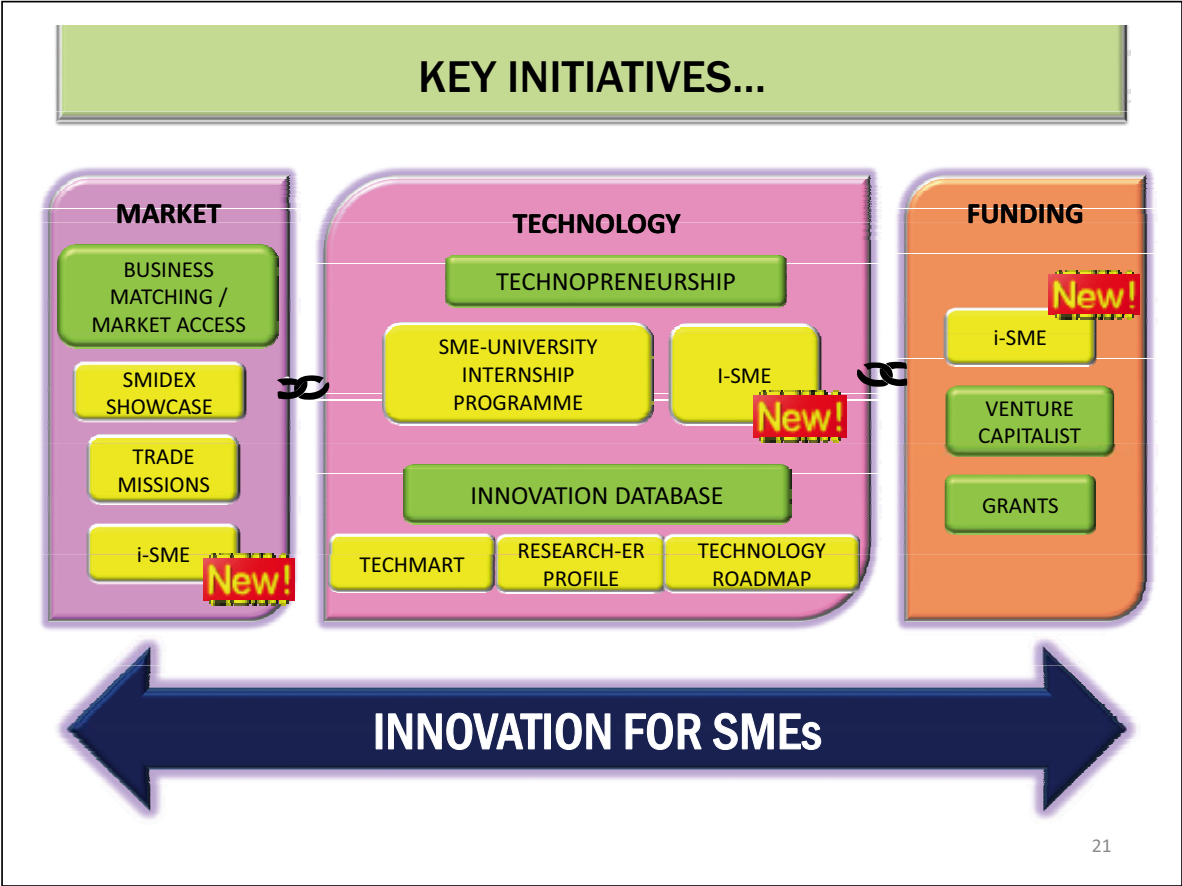 KEY INITIATIVES...
MARKET
BUSINESS
MATCHING /
MARKET ACCESS
SMIDEX
SHOWCASE
TRADE
MISSIONS
i-SME
New!
TECHNOLOGY
TECHNOPRENEURSHIP
SME-UNIVERSITY
INTERNSHIP
PROGRAMME
I-SME
New!
INNOVATION DATABASE
TECHMART
RESEARCH-ER
PROFILE
TECHNOLOGY
ROADMAP
FUNDING
New!
i-SME
VENTURE
CAPITALIST
GRANTS
INNOVATION FOR SMEs
21